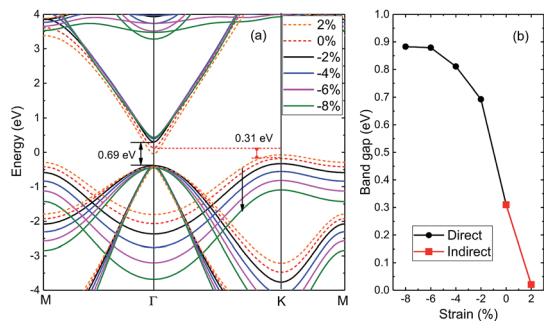 (a)
2%
0%
-2%
-4%
-6%
-8%
0.31 eV
0.69 eV
Energy (eV)
4
3
2
1
0
-1
-2
-3
-4
M
Γ
K
M
(b)
Band gap (eV)
1.0
0.9
0.8
0.7
0.6
0.5
0.4
0.3
0.2
0.1
0.0
Direct
Indirect
-8
-6
-4
-2
0
2
Strain (%)